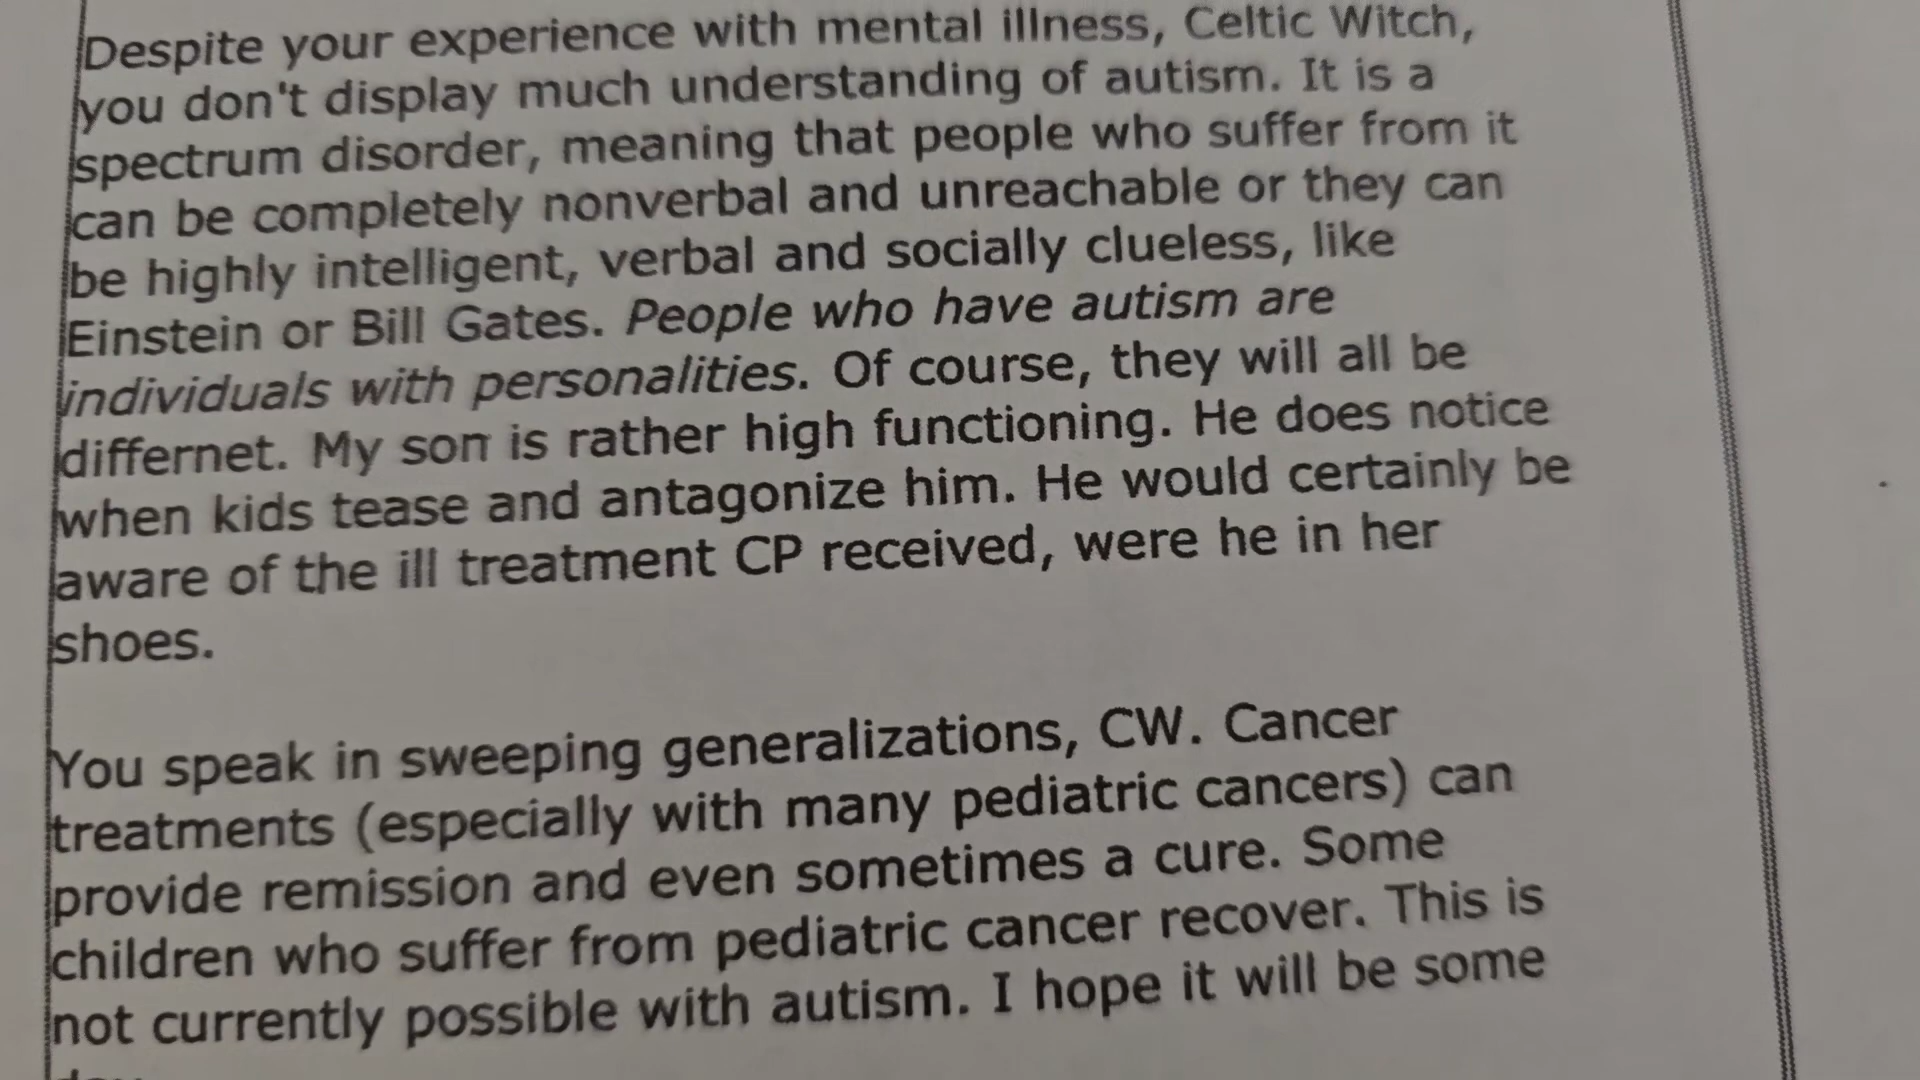 Despite your experience with mental illness, Celtic Witch,
you don't display much understanding of autism. It is a
spectrum disorder, meaning that people who suffer from it
can be completely nonverbal and unreachable or they can
be highly intelligent, verbal and socially clueless, like
Einstein or Bill Gates. People who have autism are
individuals with personalities. Of course, they will all be
differnet. My son is rather high functioning. He does notice
when kids tease and antagonize him. He would certainly be
aware of the ill treatment CP received, were he in her
shoes.
You speak in sweeping generalizations, CW. Cancer
treatments (especially with many pediatric cancers) can
provide remission and even sometimes a cure. Some
children who suffer from pediatric cancer recover. This is
not currently possible with autism. I hope it will be some